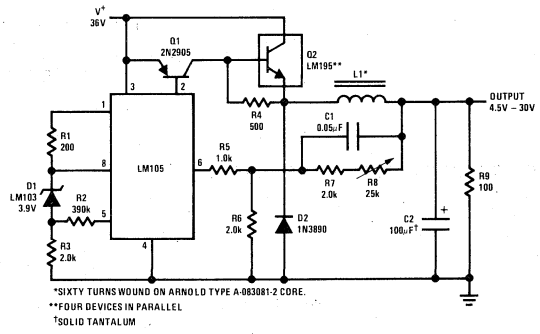 V+
36V
Q1
2N2905
Q2
LM195**
L1*
OUTPUT
4.5V – 30V
3
2
1
R1
200
8
LM105
6
R5
1.0k
R4
500
C1
0.05μF
R7
2.0k
R8
25k
R9
100
D1
LM103
3.9V
R2
390k
5
R3
2.0k
4
R6
2.0k
D2
1N3890
+
C2
100μF†
*SIXTY TURNS WOUND ON ARNOLD TYPE A-083081-2 CORE.
**FOUR DEVICES IN PARALLEL
†SOLID TANTALUM